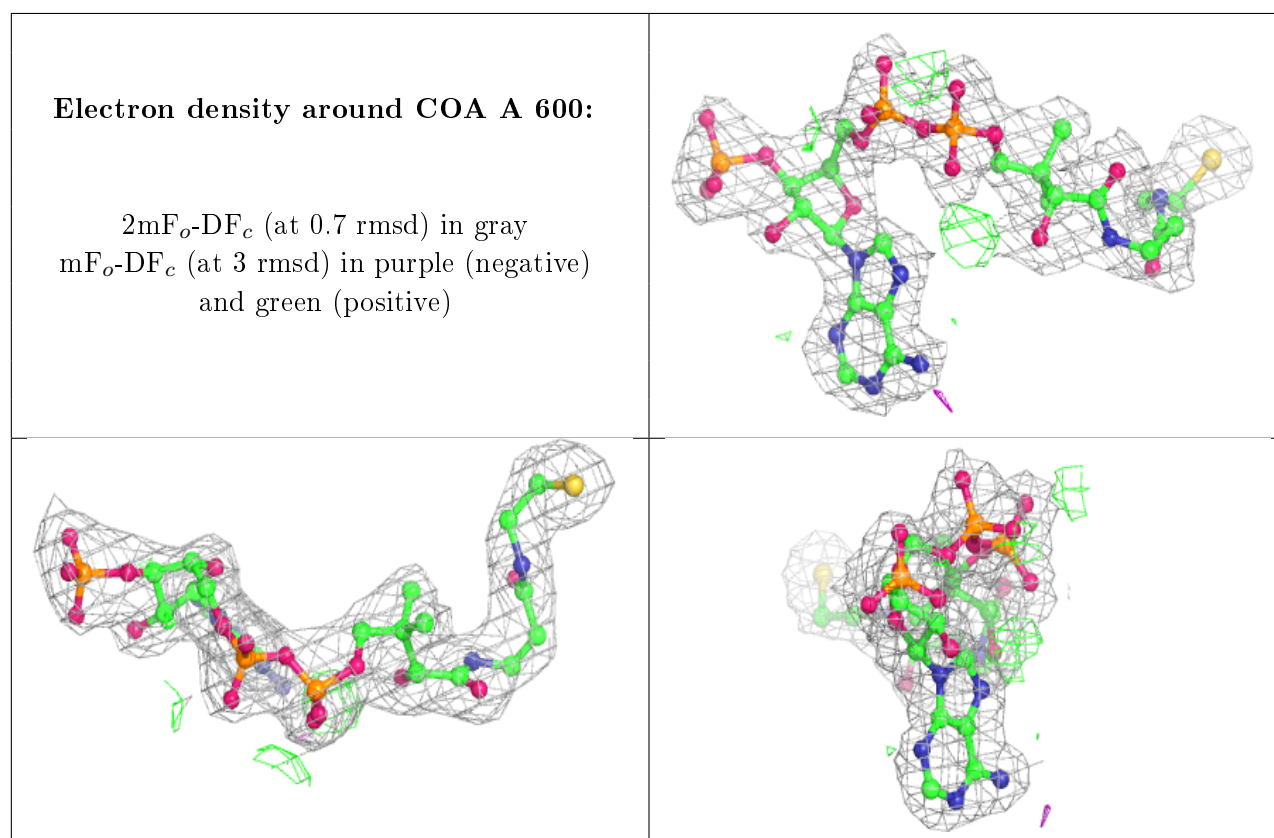 Electron density around COA A 600:
2mFo-DFc (at 0.7 rmsd) in gray
mFo-DFc (at 3 rmsd) in purple (negative)
and green (positive)